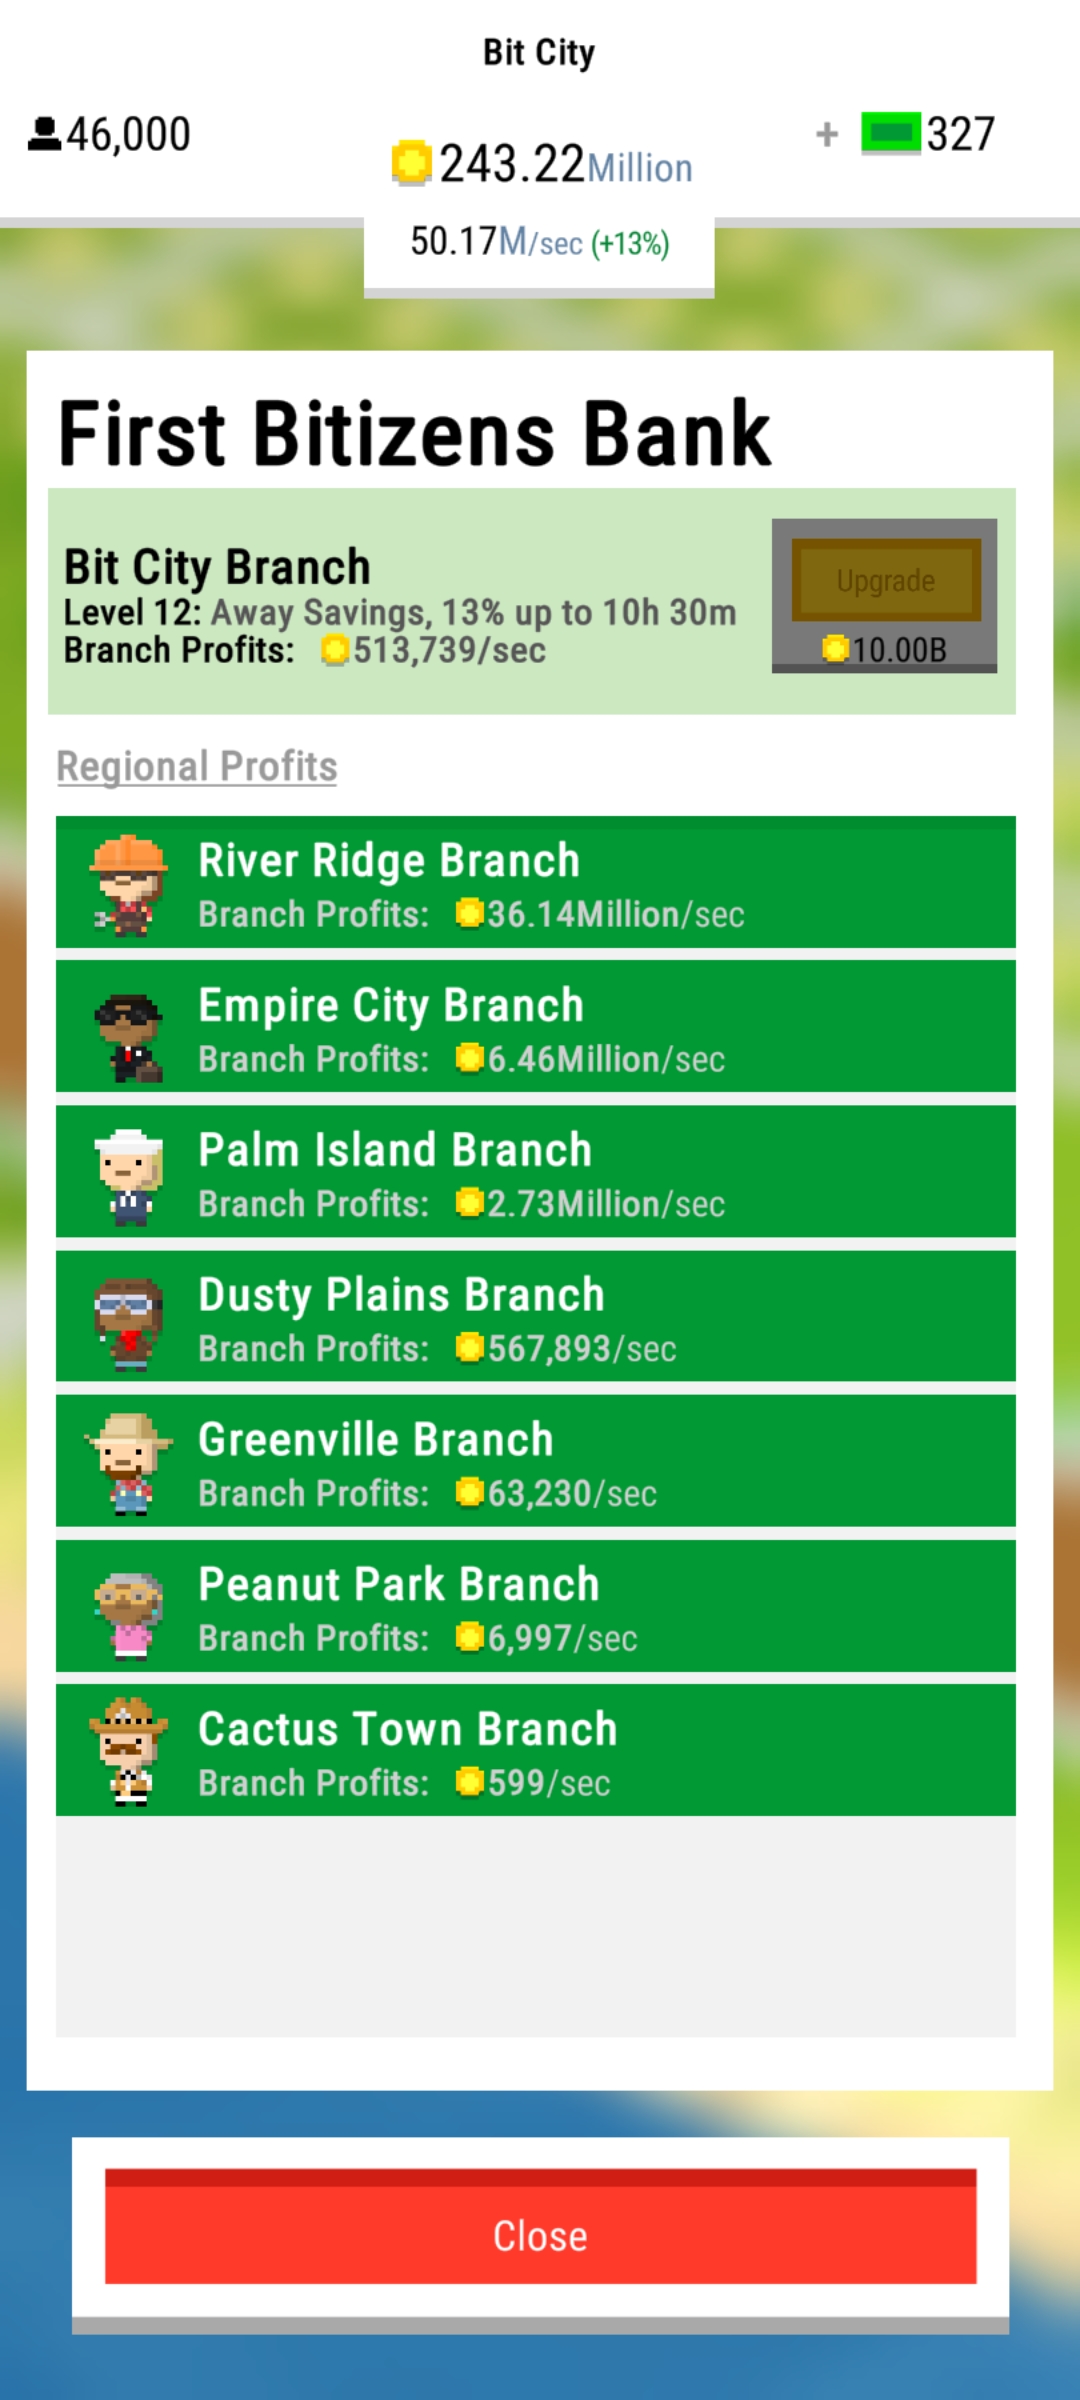 Bit City
46,000
243.22Million
+ 327
50.17M/sec (+13%)
First Bitizens Bank
Bit City Branch
Level 12: Away Savings, 13% up to 10h 30m
Branch Profits: 513,739/sec
Upgrade
10.00B
Regional Profits
River Ridge Branch
Branch Profits: 36.14Million/sec
Empire City Branch
Branch Profits: 6.46Million/sec
Palm Island Branch
Branch Profits: 2.73Million/sec
Dusty Plains Branch
Branch Profits: 567,893/sec
Greenville Branch
Branch Profits: 63,230/sec
Peanut Park Branch
Branch Profits: 6,997/sec
Cactus Town Branch
Branch Profits: 599/sec
Close